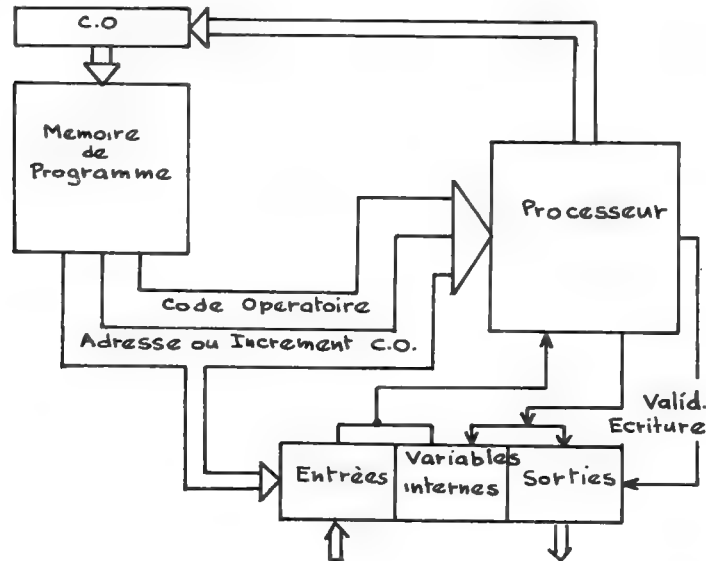 C.O
Memoire
de
Programme
Processeur
Code Operatoire
Adresse ou Increment C.O.
Valid.
Ecriture
Entrées
Variables
internes
Sorties